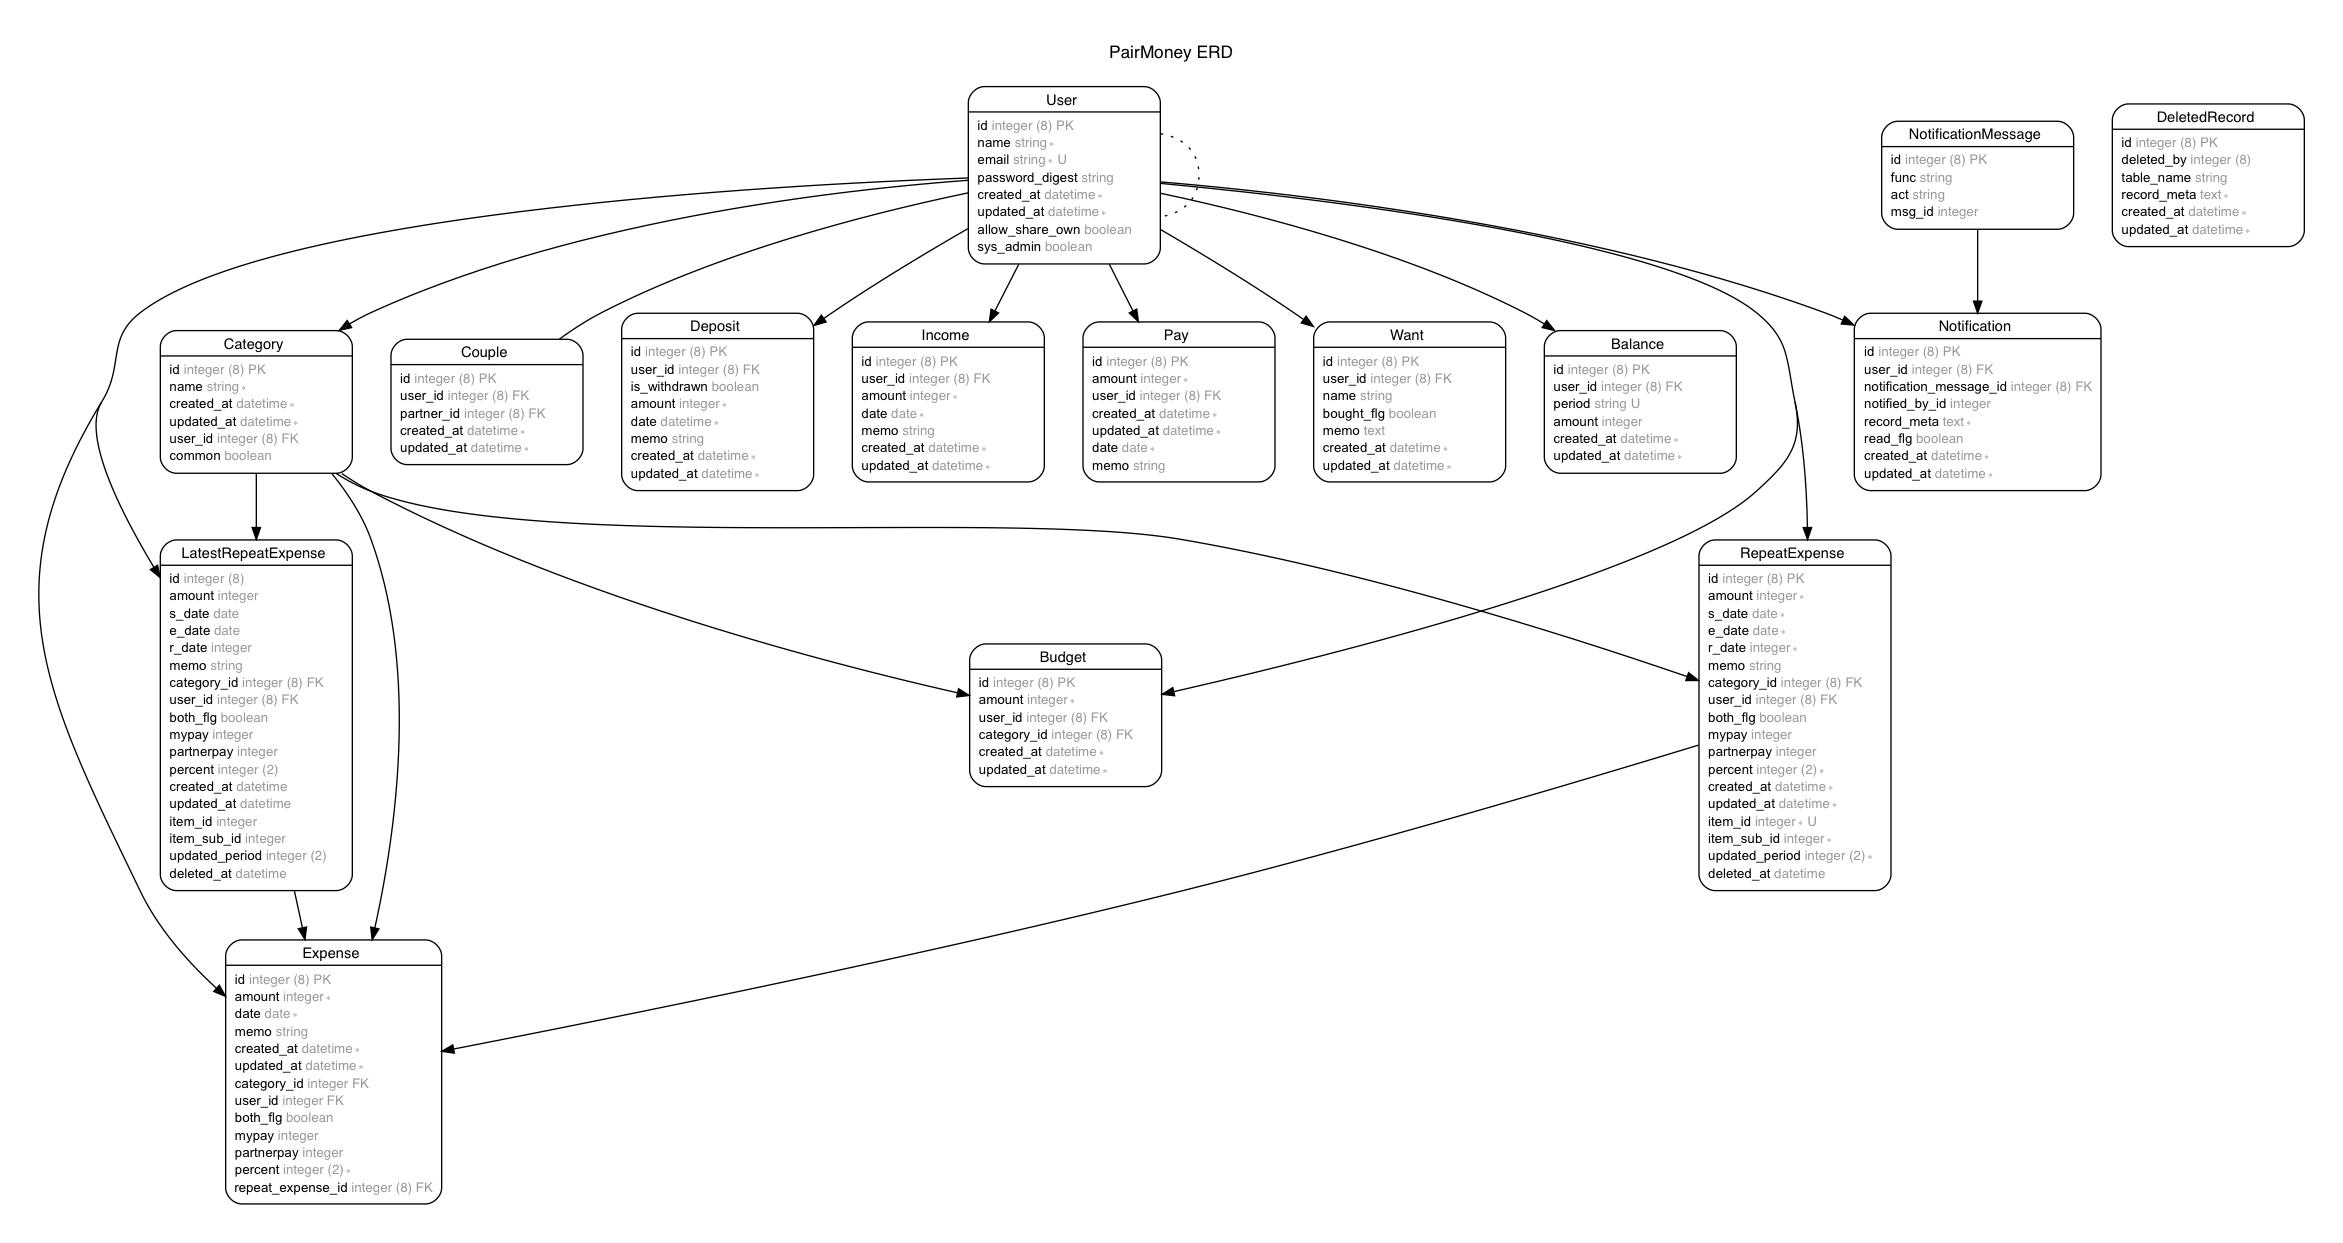 PairMoney ERD
User
id integer (8) PK
name string *
email string * U
password_digest string
created_at datetime *
updated_at datetime *
allow_share_own boolean
sys_admin boolean
NotificationMessage
id integer (8) PK
func string
act string
msg_id integer
DeletedRecord
id integer (8) PK
deleted_by integer (8)
table_name string
record_meta text *
created_at datetime *
updated_at datetime *
Category
id integer (8) PK
name string *
created_at datetime *
updated_at datetime *
user_id integer (8) FK
common boolean
Couple
id integer (8) PK
user_id integer (8) FK
partner_id integer (8) FK
created_at datetime *
updated_at datetime *
Deposit
id integer (8) PK
user_id integer (8) FK
is_withdrawn boolean
amount integer *
date datetime *
memo string
created_at datetime *
updated_at datetime *
Income
id integer (8) PK
user_id integer (8) FK
amount integer *
date date *
memo string
created_at datetime *
updated_at datetime *
Pay
id integer (8) PK
amount integer *
user_id integer (8) FK
created_at datetime *
updated_at datetime *
date date *
memo string
Want
id integer (8) PK
user_id integer (8) FK
name string
bought_flg boolean
memo text
created_at datetime *
updated_at datetime *
Balance
id integer (8) PK
user_id integer (8) FK
period string U
amount integer
created_at datetime *
updated_at datetime *
Notification
id integer (8) PK
user_id integer (8) FK
notification_message_id integer (8) FK
notified_by_id integer
record_meta text *
read_flg boolean
created_at datetime *
updated_at datetime *
LatestRepeatExpense
id integer (8)
amount integer
s_date date
e_date date
r_date integer
memo string
category_id integer (8) FK
user_id integer (8) FK
both_flg boolean
mypay integer
partnerpay integer
percent integer (2)
created_at datetime
updated_at datetime
item_id integer
item_sub_id integer
updated_period integer (2)
deleted_at datetime
Budget
id integer (8) PK
amount integer *
user_id integer (8) FK
category_id integer (8) FK
created_at datetime *
updated_at datetime *
RepeatExpense
id integer (8) PK
amount integer *
s_date date *
e_date date *
r_date integer *
memo string
category_id integer (8) FK
user_id integer (8) FK
both_flg boolean
mypay integer
partnerpay integer
percent integer (2) *
created_at datetime *
updated_at datetime *
item_id integer * U
item_sub_id integer *
updated_period integer (2) *
deleted_at datetime
Expense
id integer (8) PK
amount integer *
date date *
memo string
created_at datetime *
updated_at datetime *
category_id integer FK
user_id integer FK
both_flg boolean
mypay integer
partnerpay integer
percent integer (2) *
repeat_expense_id integer (8) FK